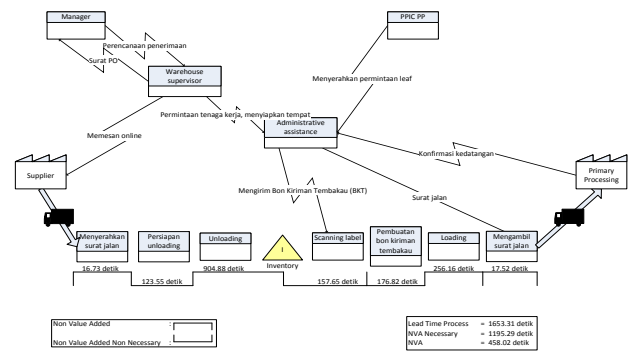 Manager
PPIC PP
Perencanaan penerimaan
Surat PO
Warehouse
supervisor
Menyerahkan permintaan leaf
Permintaan tenaga kerja, menyiapkan tempat
Administrative
assistance
Memesan online
Konfirmasi kedatangan
Supplier
Primary
Processing
Mengirim Bon Kiriman Tembakau (BKT)
Surat jalan
Menyerahkan
surat jalan
Persiapan
unloading
Unloading
I
Inventory
Scanning label
Pembuatan
bon kiriman
tembakau
Loading
Mengambil
surat jalan
16.73 detik
123.55 detik
904.88 detik
157.65 detik
176.82 detik
256.16 detik
17.52 detik
Non Value Added :
Non Value Added Non Necessary :
Lead Time Process = 1653.31 detik
NVA Necessary = 1195.29 detik
NVA = 458.02 detik